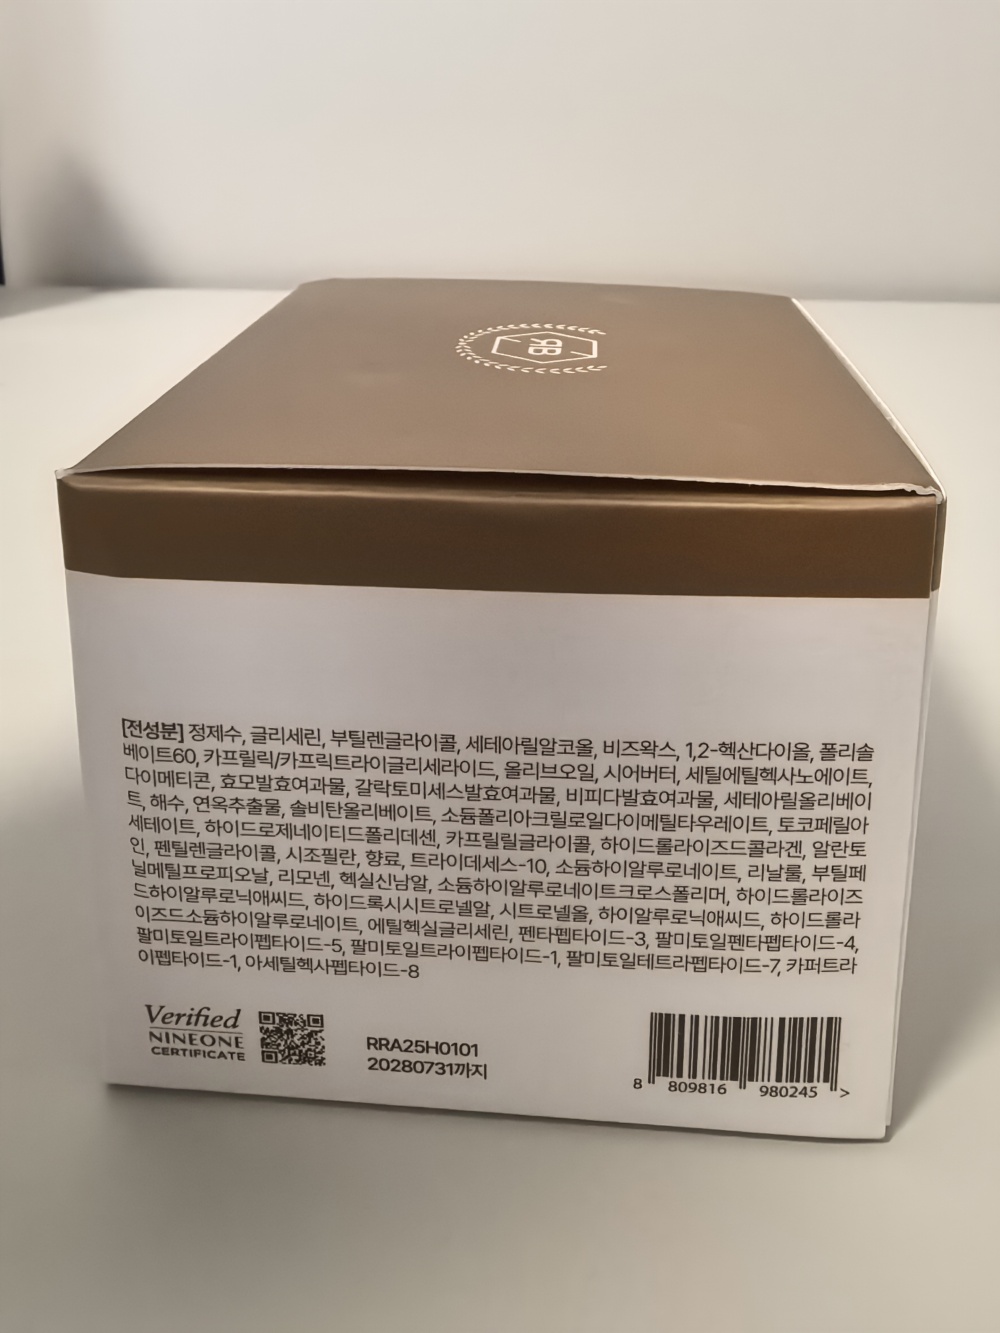 ЯB
[전성분] 정제수, 글리세린, 부틸렌글라이콜, 세테아릴알코올, 비즈왁스, 1,2-헥산다이올, 폴리솔
베이트60, 카프릴릭/카프릭트라이글리세라이드, 올리브오일, 시어버터, 세틸에틸헥사노에이트,
다이메티콘, 효모발효여과물, 갈락토미세스발효여과물, 비피다발효여과물, 세테아릴올리베이
트, 해수, 연옥추출물, 솔비탄올리베이트, 소듐폴리아크릴로일다이메틸타우레이트, 토코페릴아
세테이트, 하이드로제네이티드폴리데센, 카프릴릴글라이콜, 하이드롤라이즈드콜라겐, 알란토
인, 펜틸렌글라이콜, 시조필란, 향료, 트라이데세스-10, 소듐하이알루로네이트, 리날룰, 부틸페
닐메틸프로피오날, 리모넨, 헥실신남알, 소듐하이알루로네이트크로스폴리머, 하이드롤라이즈
드하이알루로닉애씨드, 하이드록시시트로넬알, 시트로넬올, 하이알루로닉애씨드, 하이드롤라
이즈드소듐하이알루로네이트, 에틸헥실글리세린, 펜타펩타이드-3, 팔미토일펜타펩타이드-4,
팔미토일트라이펩타이드-5, 팔미토일트라이펩타이드-1, 팔미토일테트라펩타이드-7, 카퍼트라
이펩타이드-1, 아세틸헥사펩타이드-8
Verified
NINEONE
CERTIFICATE
RRA25H0101
20280731까지
8 809816 980245 >